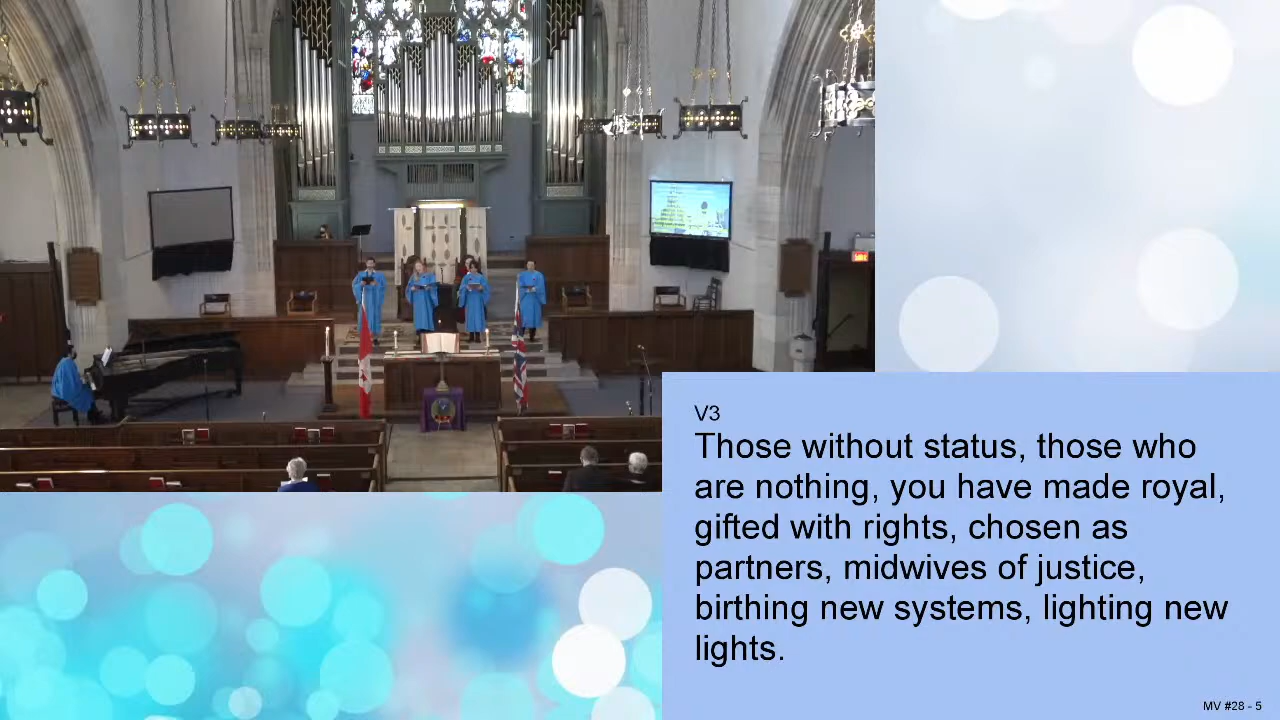 V3
Those without status, those who
are nothing, you have made royal,
gifted with rights, chosen as
partners, midwives of justice,
birthing new systems, lighting new
lights.
MV #28 - 5